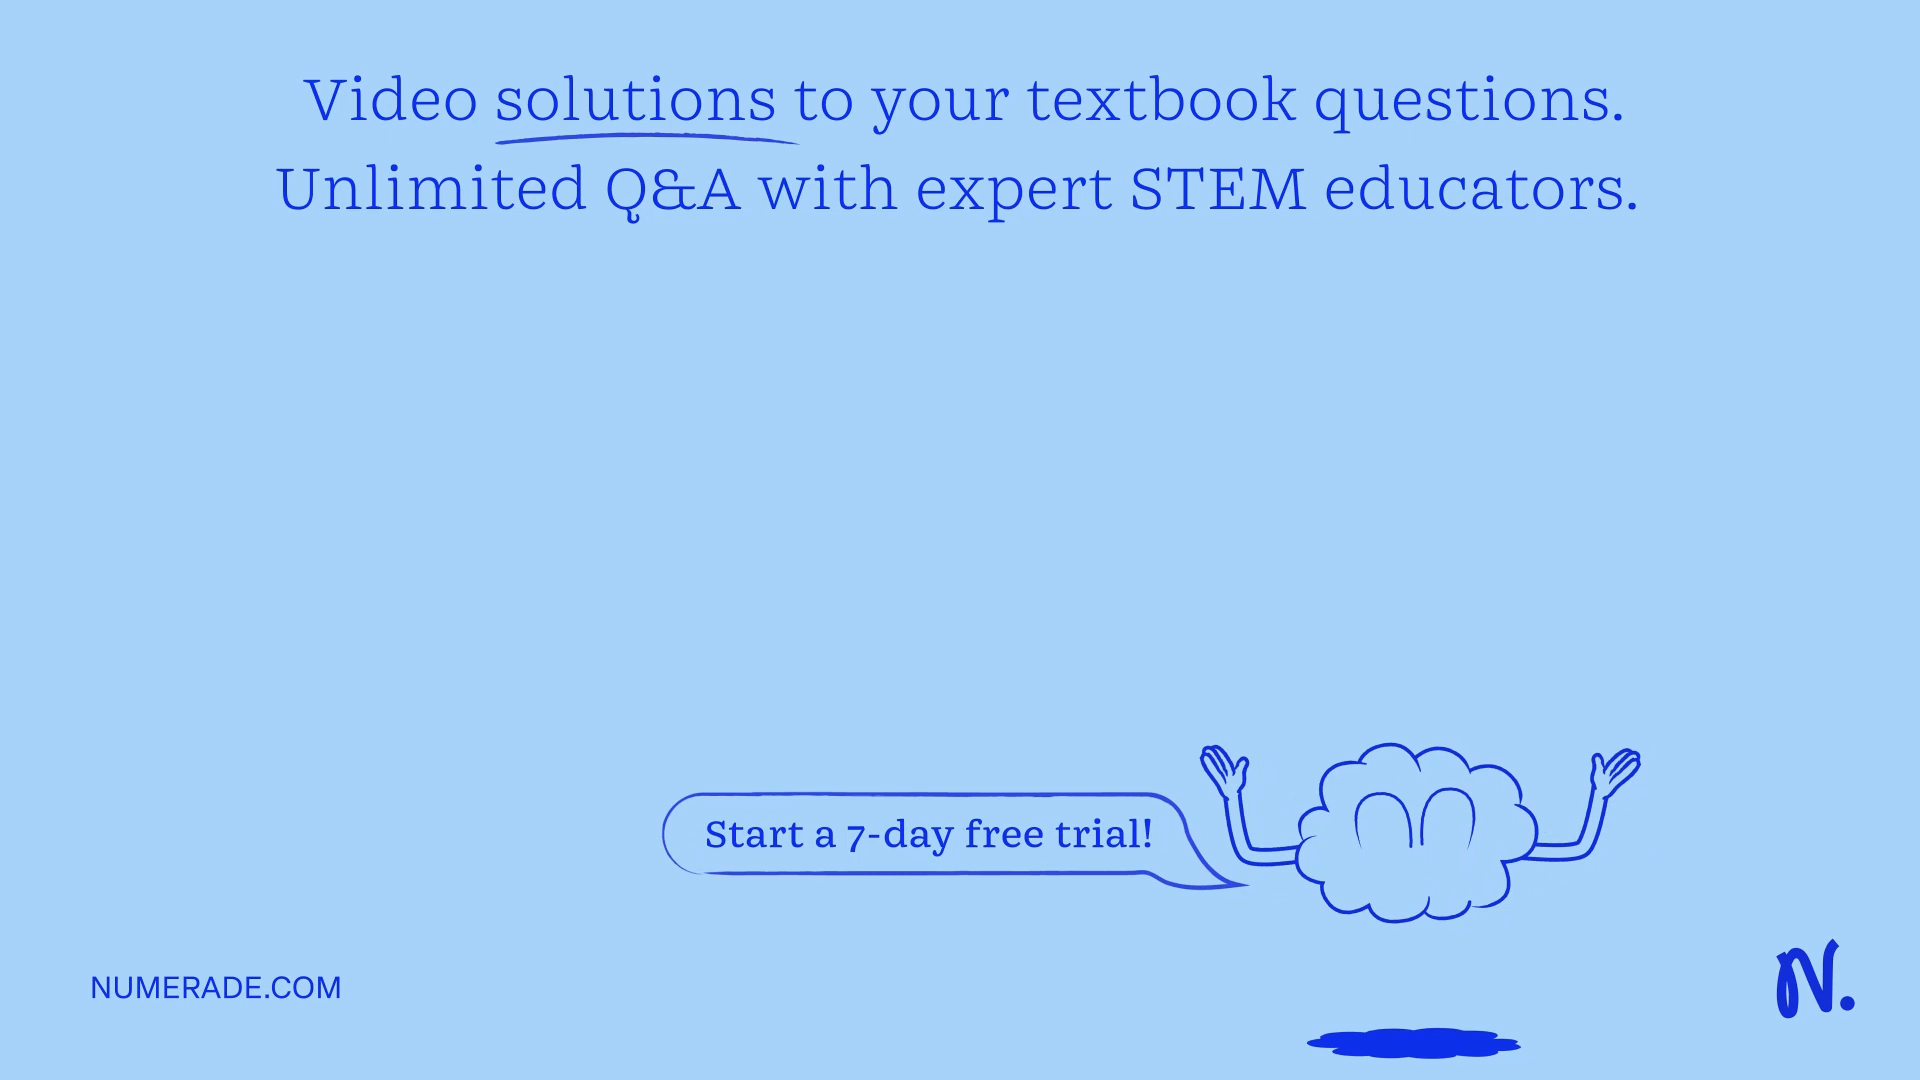 Video solutions to your textbook questions.
Unlimited Q&A with expert STEM educators.
Start a 7-day free trial!
NUMERADE.COM
N.